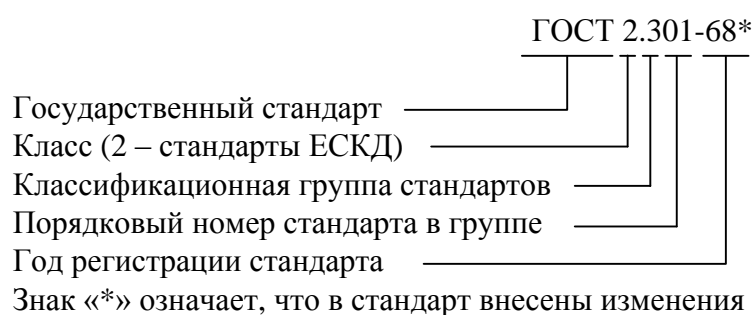 ГОСТ 2.301-68*
Государственный стандарт
Класс (2 – стандарты ЕСКД)
Классификационная группа стандартов
Порядковый номер стандарта в группе
Год регистрации стандарта
Знак «*» означает, что в стандарт внесены изменения